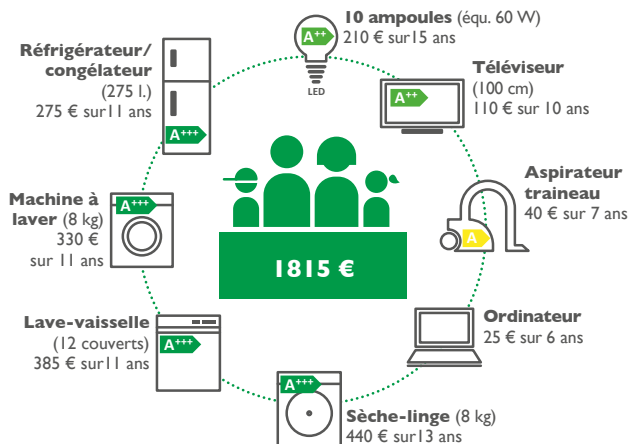 10 ampoules (équ. 60 W)
210 € sur15 ans
A++
LED
Téléviseur
(100 cm)
110 € sur 10 ans
A++
Aspirateur
traineau
40 € sur 7 ans
A
Ordinateur
25 € sur 6 ans
Sèche-linge (8 kg)
440 € sur13 ans
A+++
Lave-vaisselle
(12 couverts)
385 € sur11 ans
A+++
Machine à
laver (8 kg)
330 €
sur 11 ans
A+++
Réfrigérateur/
congélateur
(275 l.)
275 € sur11 ans
A+++
1815 €